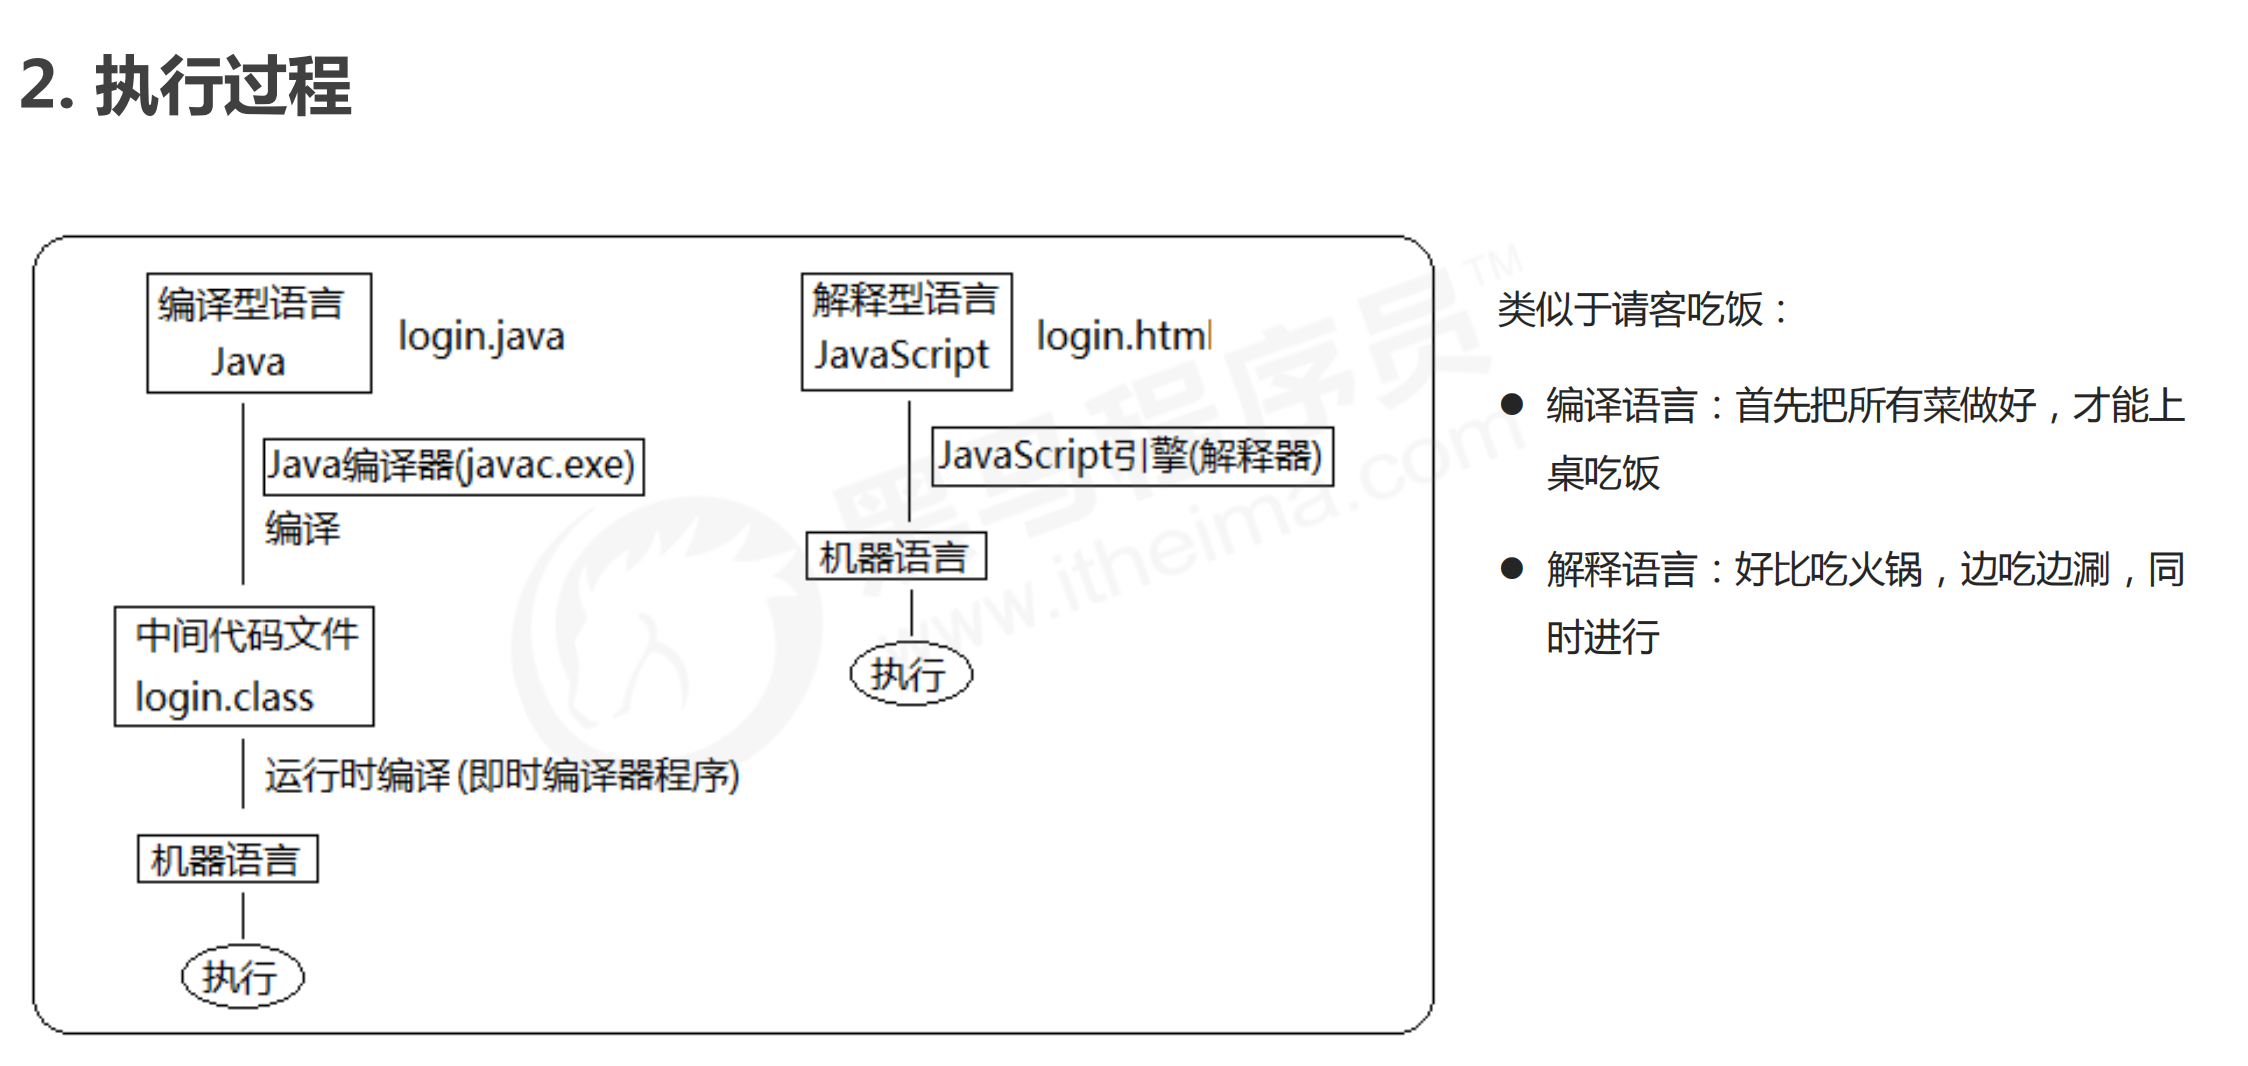 2. 执行过程
编译型语言
Java
login.java
Java编译器(javac.exe)
编译
中间代码文件
login.class
运行时编译 (即时编译器程序)
机器语言
执行
解释型语言
JavaScript
login.html
JavaScript引擎(解释器)
机器语言
执行
类似于请客吃饭：
● 编译语言：首先把所有菜做好，才能上
桌吃饭
● 解释语言：好比吃火锅，边吃边涮，同
时进行
黑马程序员™
www.itheima.com